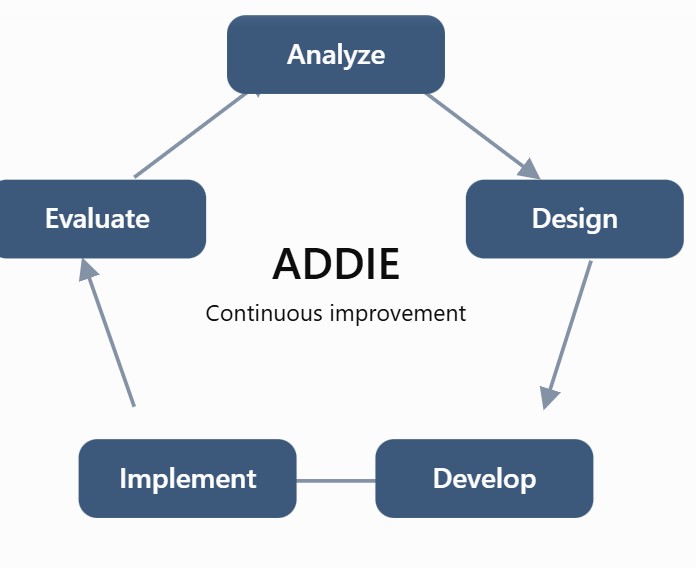 Analyze
Evaluate
Design
ADDIE
Continuous improvement
Implement
Develop